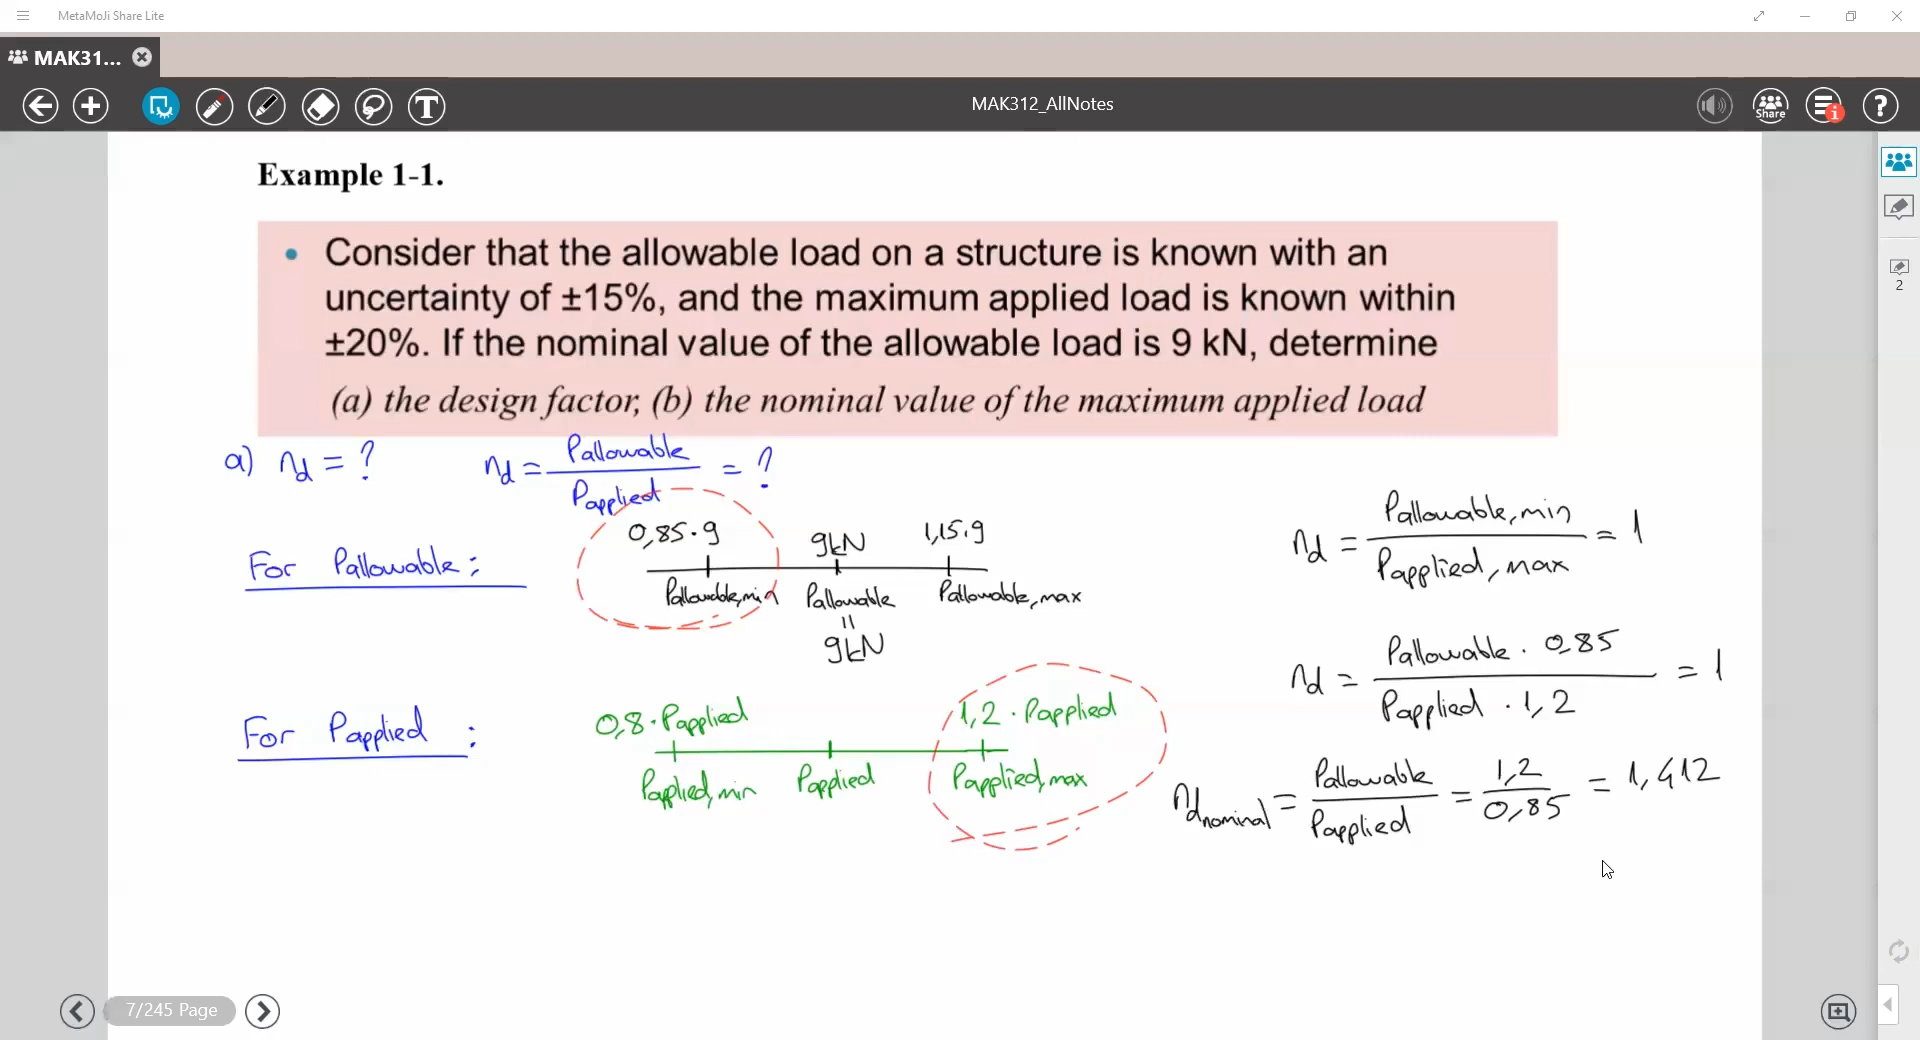 MetaMoJi Share Lite
MAK31...
MAK312_AllNotes
Share
i
?
T
Example 1-1.
• Consider that the allowable load on a structure is known with an
uncertainty of ±15%, and the maximum applied load is known within
±20%. If the nominal value of the allowable load is 9 kN, determine
(a) the design factor, (b) the nominal value of the maximum applied load
2
a) nd = ? nd = Pallowable / Papplied = ?
For Pallowable :
0,85.9 9kN 1,15.9
Pallowable,min Pallowable Pallowable,max
=
9kN
For Papplied :
0,8.Papplied 1,2.Papplied
Papplied,min Papplied Papplied,max
nd = Pallowable,min / Papplied,max = 1
nd = Pallowable . 0,85 / Papplied . 1,2 = 1
ndnominal = Pallowable / Papplied = 1,2 / 0,85 = 1,412
7/245 Page